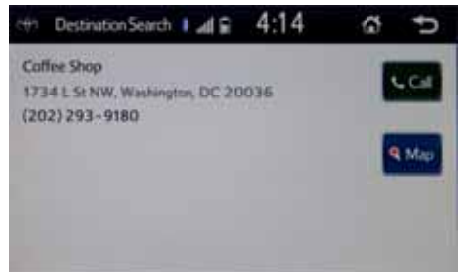 Destination Search 4:14
Coffee Shop
1734 L St NW, Washington, DC 20036
(202) 293-9180
Call
Map